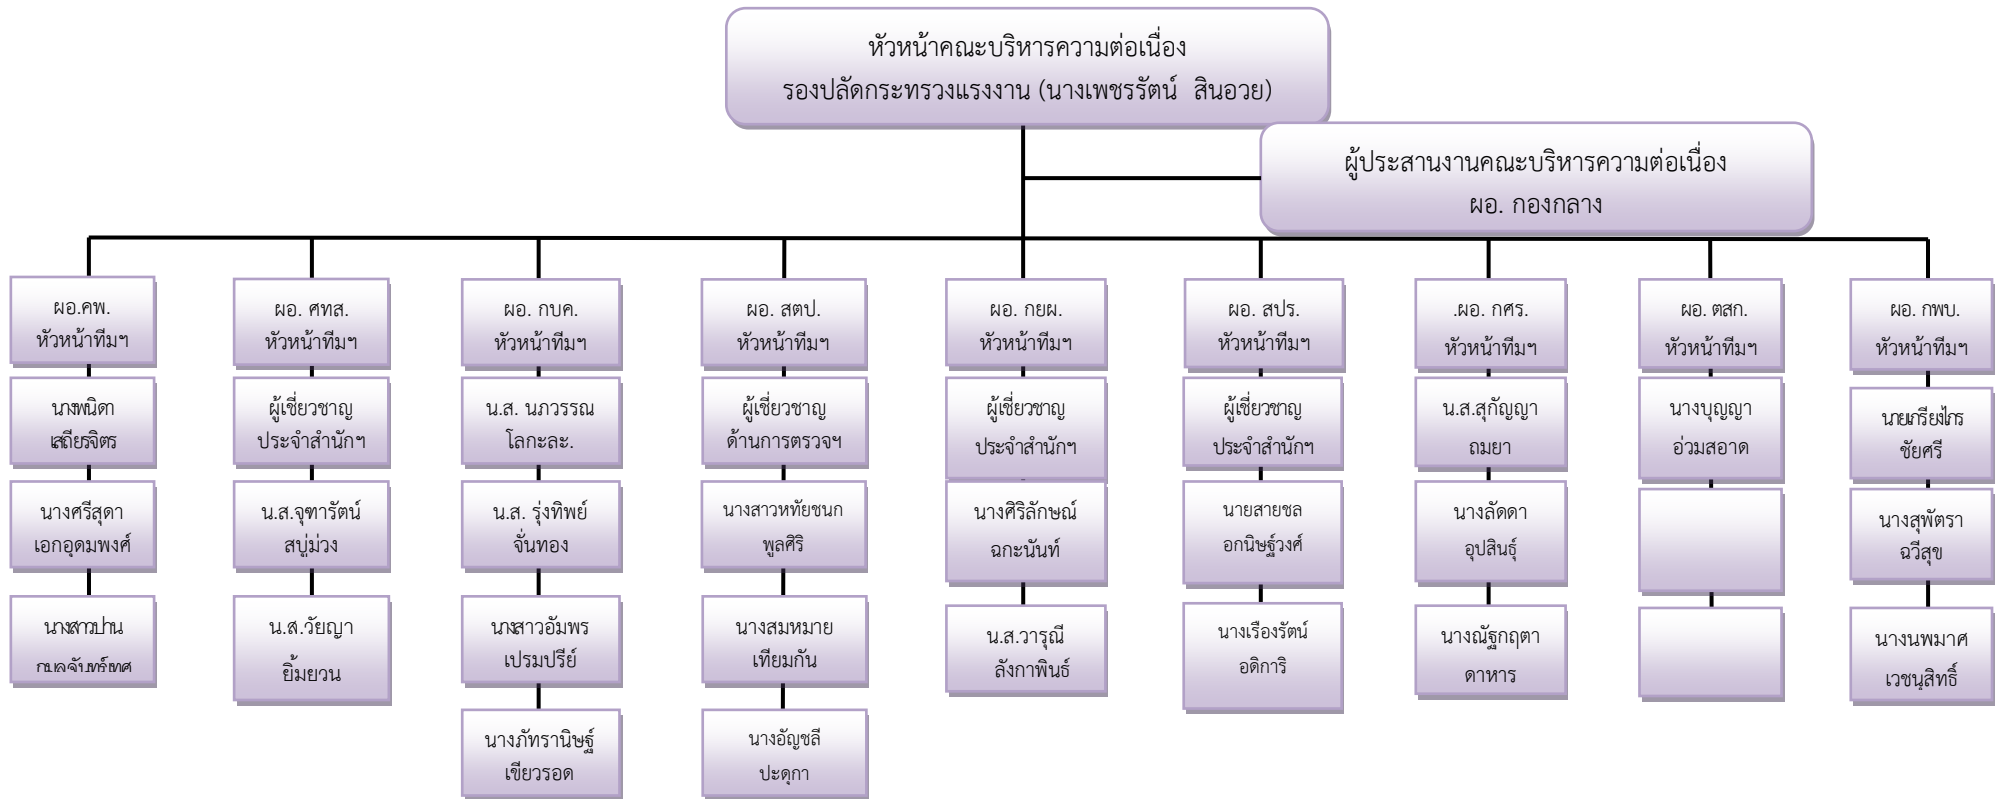 หัวหน้าคณะบริหารความต่อเนื่อง
รองปลัดกระทรวงแรงงาน (นางเพชรรัตน์ สินอวย)
ผู้ประสานงานคณะบริหารความต่อเนื่อง
ผอ. กองกลาง
ผอ.คพ.
หัวหน้าทีมฯ
นางพนิดา
เสถียรจิตร
นางศรีสุดา
เอกอุดมพงศ์
นางสาวปาน
กมลจันทร์เทศ
ผอ. ศทส.
หัวหน้าทีมฯ
ผู้เชี่ยวชาญ
ประจำสำนักฯ
น.ส.จุฑารัตน์
สบู่ม่วง
น.ส.วัยญา
ยิ้มยวน
ผอ. กบค.
หัวหน้าทีมฯ
น.ส. นภวรรณ
โลกะละ.
น.ส. รุ่งทิพย์
จั่นทอง
นางสาวอัมพร
เปรมปรีย์
นางภัทรานิษฐ์
เขียวรอด
ผอ. สตป.
หัวหน้าทีมฯ
ผู้เชี่ยวชาญ
ด้านการตรวจฯ
นางสาวหทัยชนก
พูลศิริ
นางสมหมาย
เทียมกัน
นางอัญชลี
ปะดุกา
ผอ. กยผ.
หัวหน้าทีมฯ
ผู้เชี่ยวชาญ
ประจำสำนักฯ
นางศิริลักษณ์
ฉกะนันท์
น.ส.วารุณี
ลังกาพินธ์
ผอ. สปร.
หัวหน้าทีมฯ
ผู้เชี่ยวชาญ
ประจำสำนักฯ
นายสายชล
อกนิษฐ์วงศ์
นางเรืองรัตน์
อดิการิ
.ผอ. กศร.
หัวหน้าทีมฯ
น.ส.สุกัญญา
ถมยา
นางลัดดา
อุปสินธุ์
นางณัฐกฤตา
ดาหาร
ผอ. ตสก.
หัวหน้าทีมฯ
นางบุญญา
อ่วมสอาด
ผอ. กพบ.
หัวหน้าทีมฯ
นายเกรียงไกร
ชัยศรี
นางสุพัตรา
ฉวีสุข
นางนพมาศ
เวชนุสิทธิ์